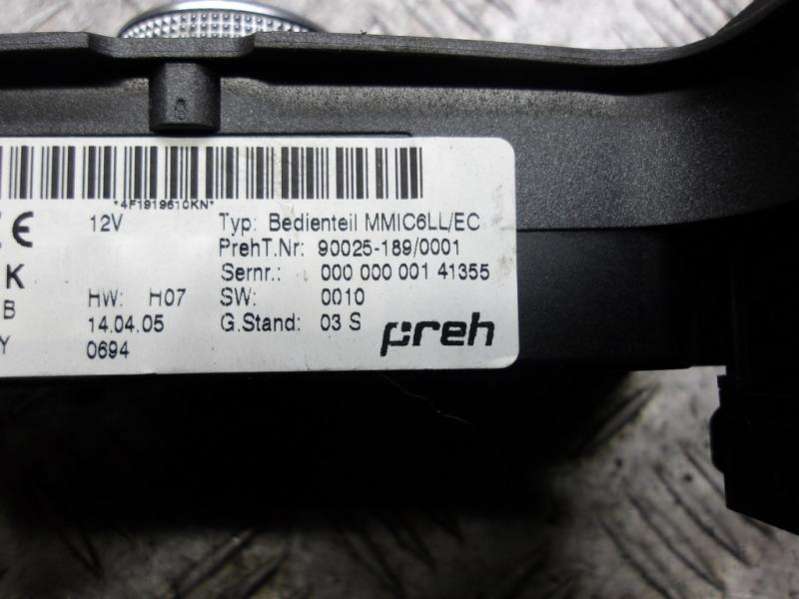 *4F1919610KN*
CE 12V Typ: Bedienteil MMIC6LL/EC
PrehT.Nr: 90025-189/0001
K Sernr.: 000 000 001 41355
B HW: H07 SW: 0010
14.04.05 G.Stand: 03 S
Y 0694
preh